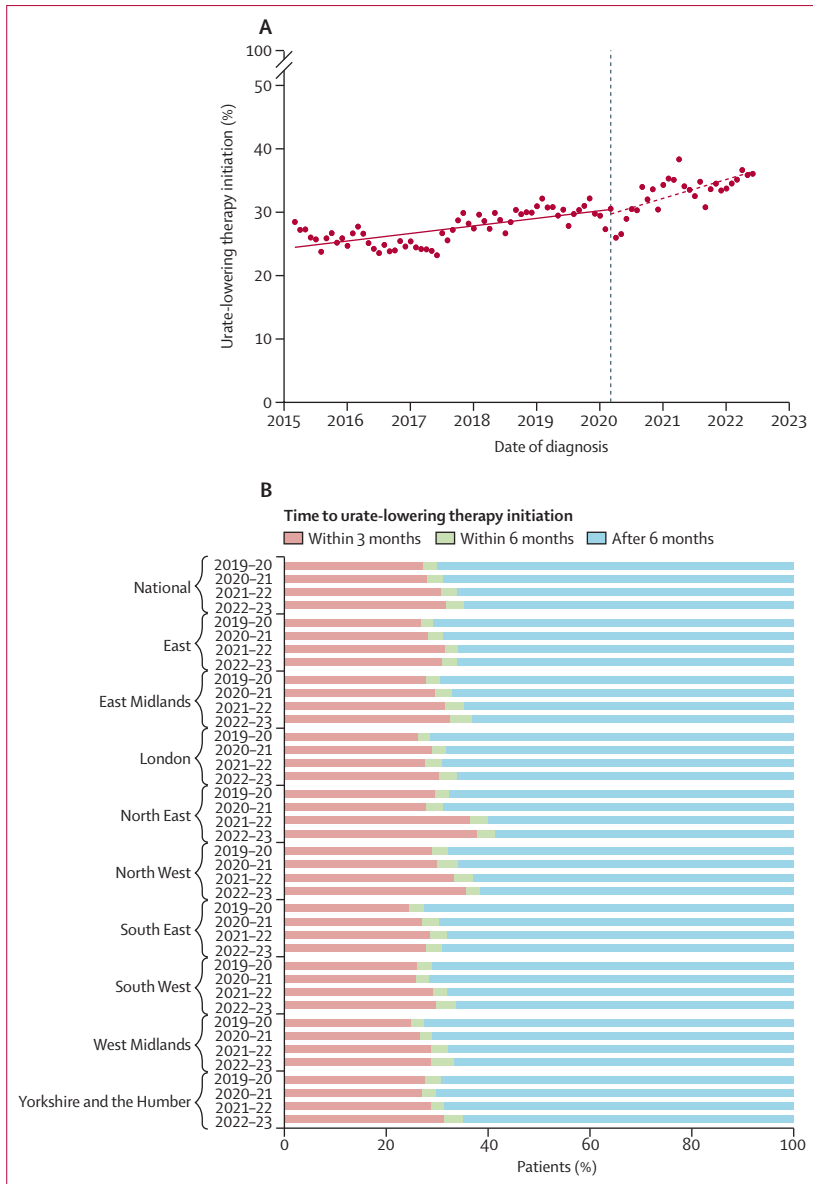 A
100
50
40
30
20
10
0
Urate-lowering therapy initiation (%)
2015 2016 2017 2018 2019 2020 2021 2022 2023
Date of diagnosis
B
Time to urate-lowering therapy initiation
Within 3 months Within 6 months After 6 months
National
2019–20
2020–21
2021–22
2022–23
East
2019–20
2020–21
2021–22
2022–23
East Midlands
2019–20
2020–21
2021–22
2022–23
London
2019–20
2020–21
2021–22
2022–23
North East
2019–20
2020–21
2021–22
2022–23
North West
2019–20
2020–21
2021–22
2022–23
South East
2019–20
2020–21
2021–22
2022–23
South West
2019–20
2020–21
2021–22
2022–23
West Midlands
2019–20
2020–21
2021–22
2022–23
Yorkshire and the Humber
2019–20
2020–21
2021–22
2022–23
0 20 40 60 80 100
Patients (%)